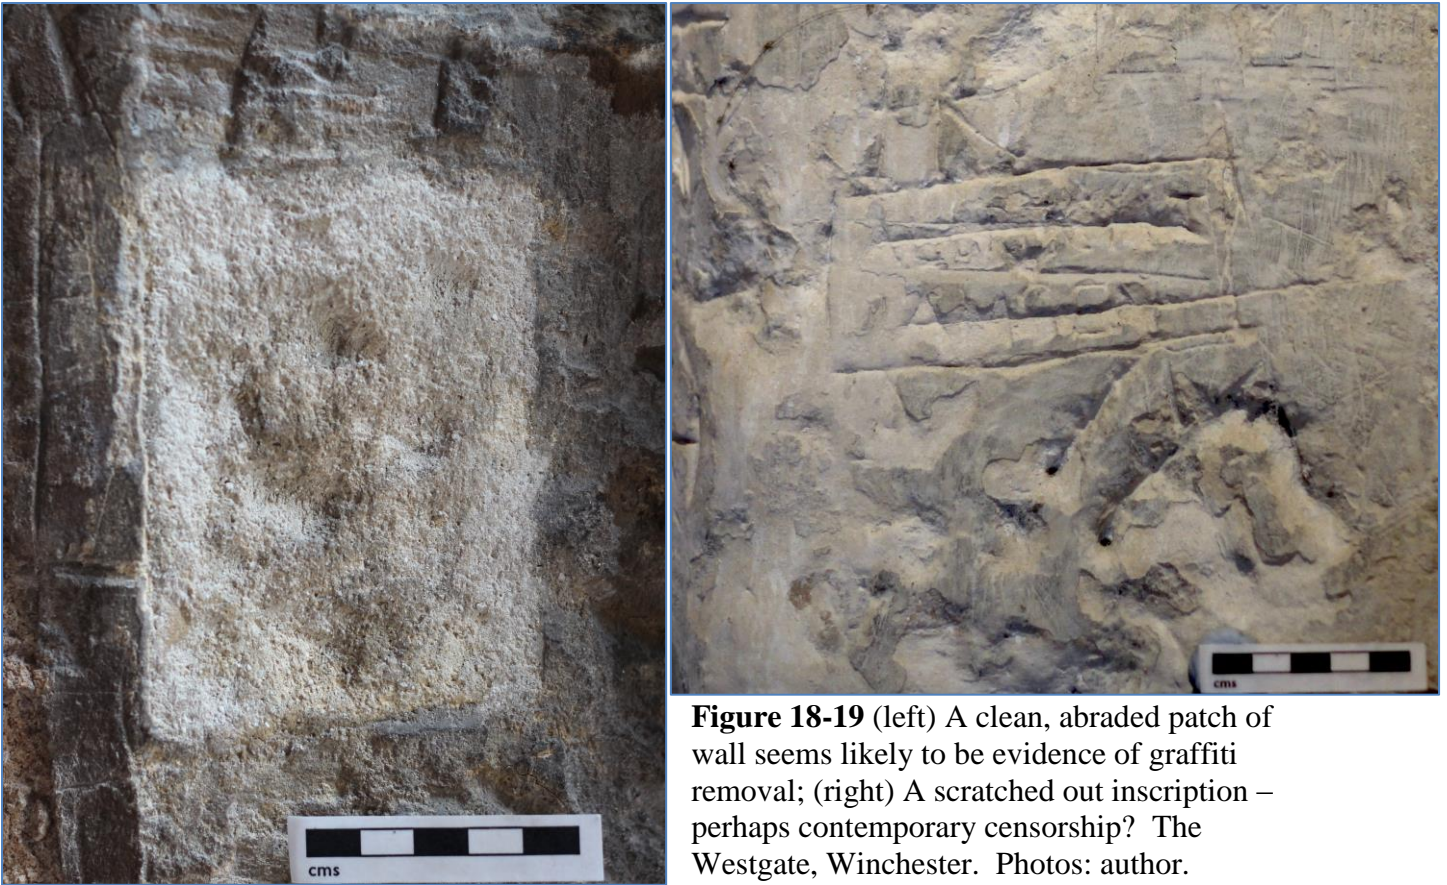 cms
cms
Figure 18-19 (left) A clean, abraded patch of
wall seems likely to be evidence of graffiti
removal; (right) A scratched out inscription –
perhaps contemporary censorship? The
Westgate, Winchester. Photos: author.